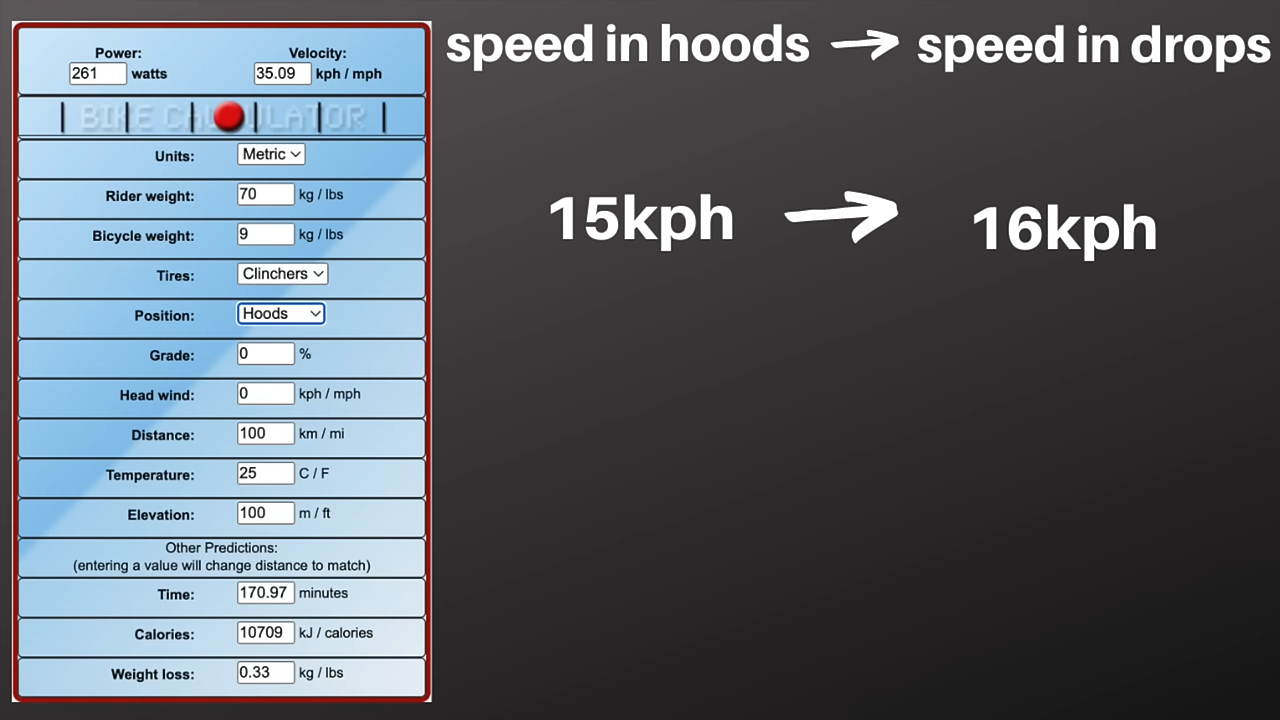 speed in hoods → speed in drops
15kph → 16kph
Power: Velocity:
261 watts 35.09 kph / mph
BIKE CALCULATOR
Units: Metric
Rider weight: 70 kg / lbs
Bicycle weight: 9 kg / lbs
Tires: Clinchers
Position: Hoods
Grade: 0 %
Head wind: 0 kph / mph
Distance: 100 km / mi
Temperature: 25 C / F
Elevation: 100 m / ft
Other Predictions:
(entering a value will change distance to match)
Time: 170.97 minutes
Calories: 10709 kJ / calories
Weight loss: 0.33 kg / lbs